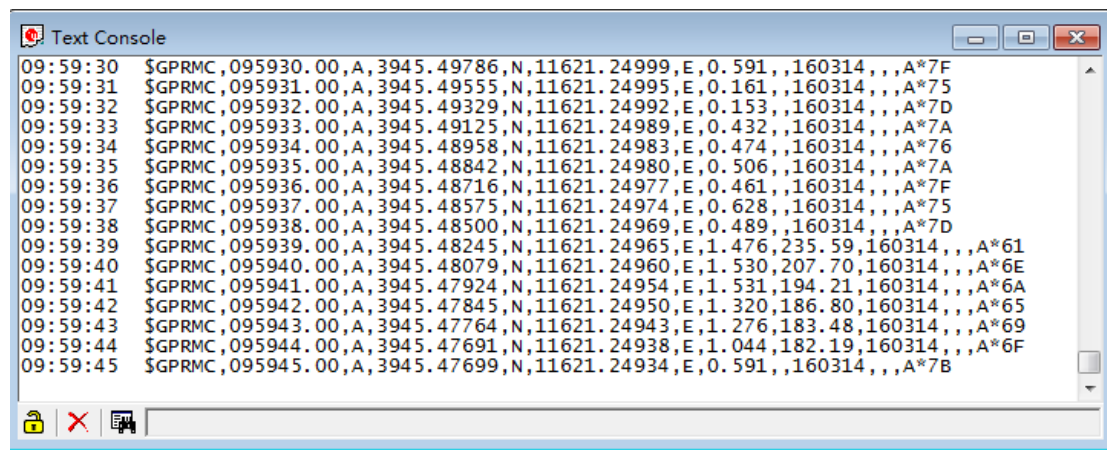 Text Console
09:59:30 $GPRMC,095930.00,A,3945.49786,N,11621.24999,E,0.591,,160314,,,A*7F
09:59:31 $GPRMC,095931.00,A,3945.49555,N,11621.24995,E,0.161,,160314,,,A*75
09:59:32 $GPRMC,095932.00,A,3945.49329,N,11621.24992,E,0.153,,160314,,,A*7D
09:59:33 $GPRMC,095933.00,A,3945.49125,N,11621.24989,E,0.432,,160314,,,A*7A
09:59:34 $GPRMC,095934.00,A,3945.48958,N,11621.24983,E,0.474,,160314,,,A*76
09:59:35 $GPRMC,095935.00,A,3945.48842,N,11621.24980,E,0.506,,160314,,,A*7A
09:59:36 $GPRMC,095936.00,A,3945.48716,N,11621.24977,E,0.461,,160314,,,A*7F
09:59:37 $GPRMC,095937.00,A,3945.48575,N,11621.24974,E,0.628,,160314,,,A*75
09:59:38 $GPRMC,095938.00,A,3945.48500,N,11621.24969,E,0.489,,160314,,,A*7D
09:59:39 $GPRMC,095939.00,A,3945.48245,N,11621.24965,E,1.476,235.59,160314,,,A*61
09:59:40 $GPRMC,095940.00,A,3945.48079,N,11621.24960,E,1.530,207.70,160314,,,A*6E
09:59:41 $GPRMC,095941.00,A,3945.47924,N,11621.24954,E,1.531,194.21,160314,,,A*6A
09:59:42 $GPRMC,095942.00,A,3945.47845,N,11621.24950,E,1.320,186.80,160314,,,A*65
09:59:43 $GPRMC,095943.00,A,3945.47764,N,11621.24943,E,1.276,183.48,160314,,,A*69
09:59:44 $GPRMC,095944.00,A,3945.47691,N,11621.24938,E,1.044,182.19,160314,,,A*6F
09:59:45 $GPRMC,095945.00,A,3945.47699,N,11621.24934,E,0.591,,160314,,,A*7B